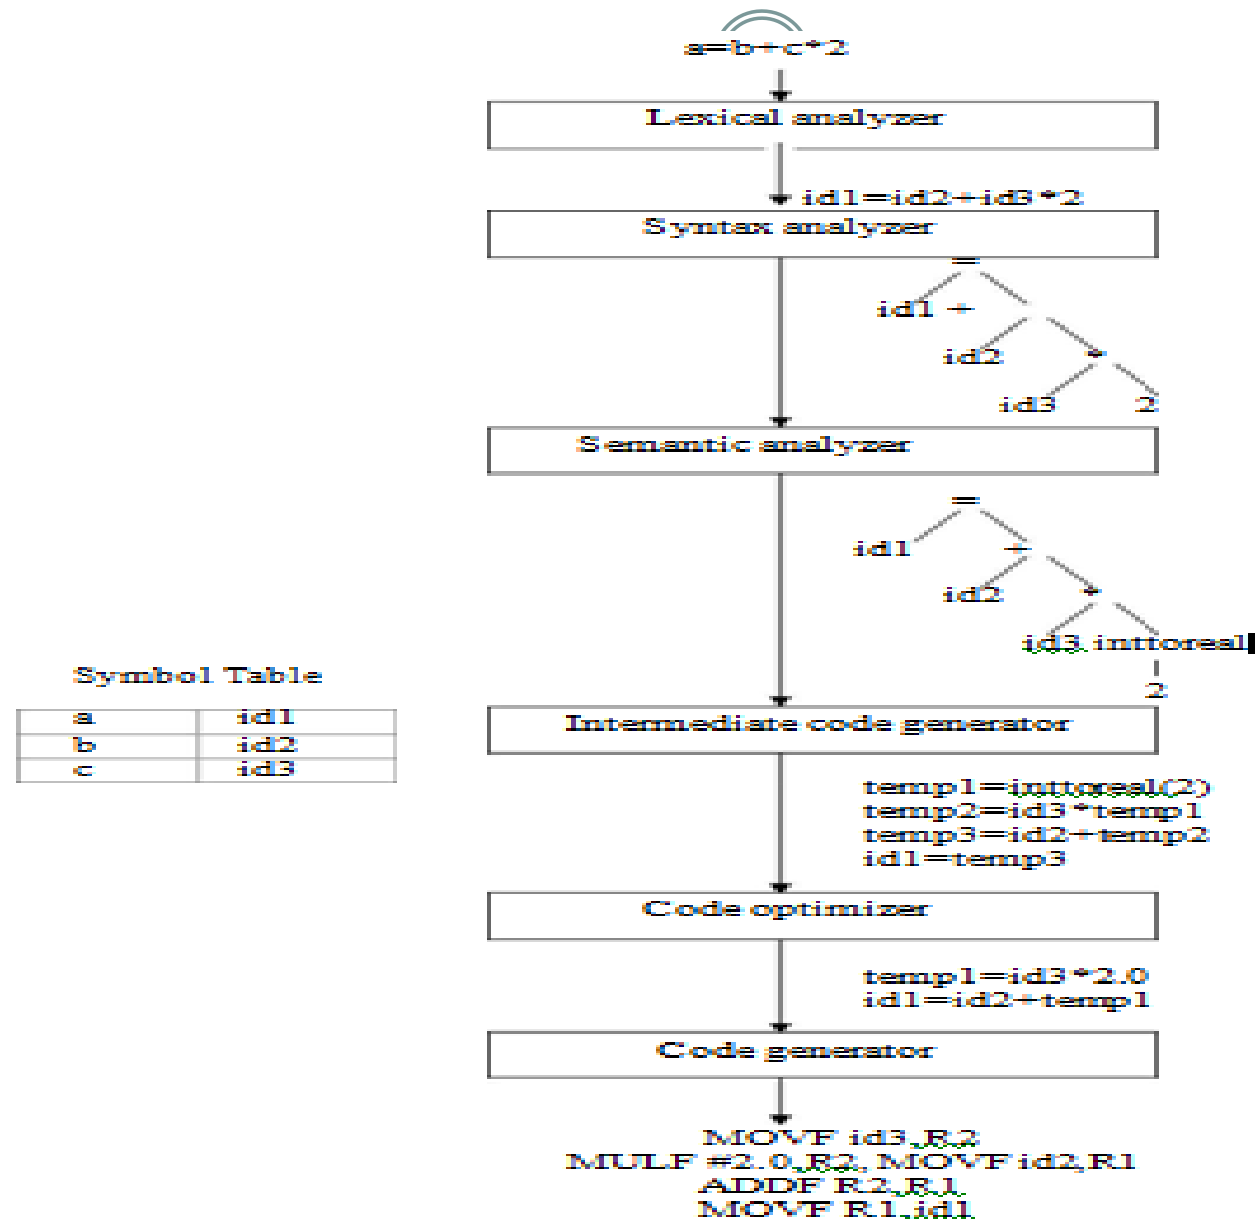 a=b+c*2
Lexical analyzer
id1=id2+id3*2
Syntax analyzer
=
id1 +
id2 *
id3 2
Semantic analyzer
=
id1 +
id2 *
id3 inttoreal
2
Symbol Table
a id1
b id2
c id3
Intermediate code generator
temp1=inttoreal(2)
temp2=id3*temp1
temp3=id2+temp2
id1=temp3
Code optimizer
temp1=id3*2.0
id1=id2+temp1
Code generator
MOVF id3,R2
MULF #2.0,R2, MOVF id2,R1
ADDF R2,R1
MOVF R1,id1